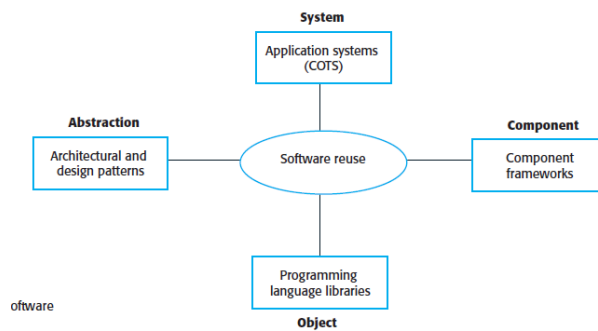 System
Application systems
(COTS)
Abstraction
Architectural and
design patterns
Software reuse
Component
Component
frameworks
Programming
language libraries
Object
oftware